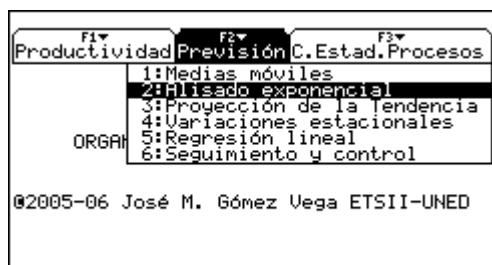 F1▼ F2▼ F3▼
Productividad Previsión C.Estad.Procesos
1:Medias móviles
2:Alisado exponencial
3:Proyección de la Tendencia
4:Variaciones estacionales
5:Regresión lineal
6:Seguimiento y control
ORGAN
@2005-06 José M. Gómez Vega ETSII-UNED